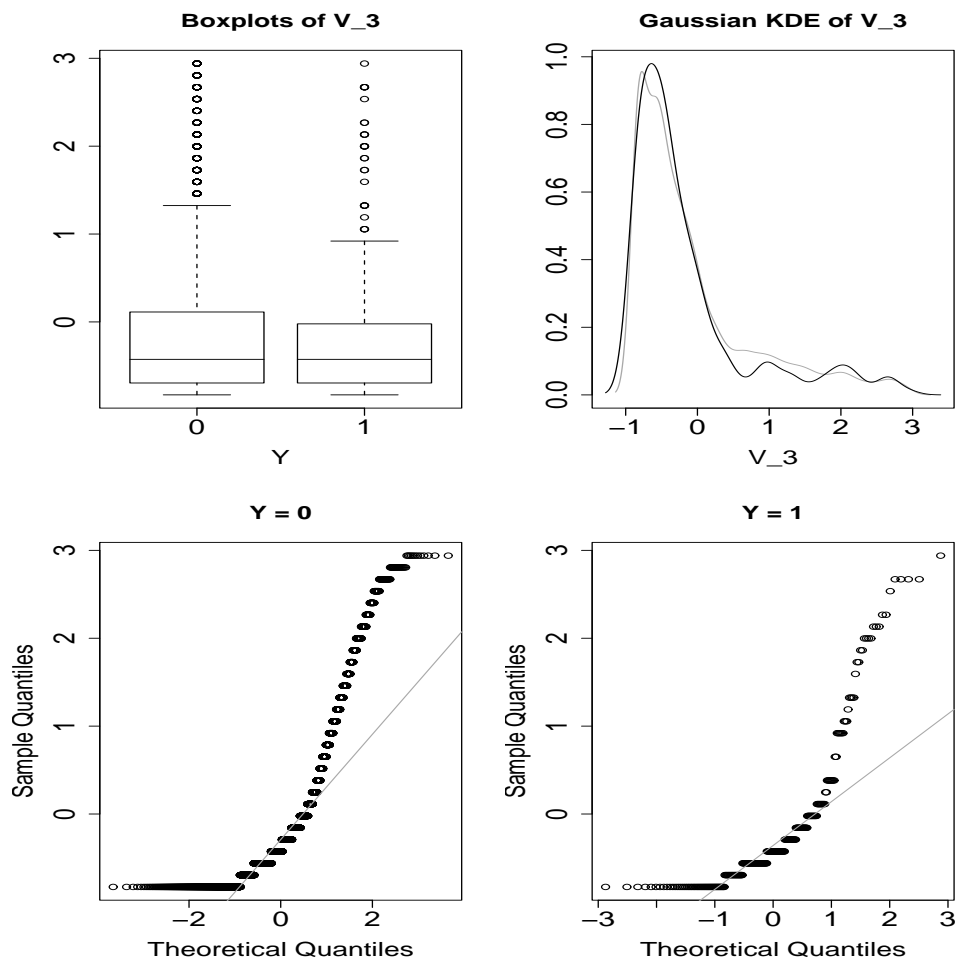 Boxplots of V_3
3
2
1
0
0 1
Y
Gaussian KDE of V_3
1.0
0.8
0.6
0.4
0.2
0.0
−1 0 1 2 3
V_3
Y = 0
Sample Quantiles
3
2
1
0
−2 0 2
Theoretical Quantiles
Y = 1
Sample Quantiles
3
2
1
0
−3 −1 0 1 2 3
Theoretical Quantiles